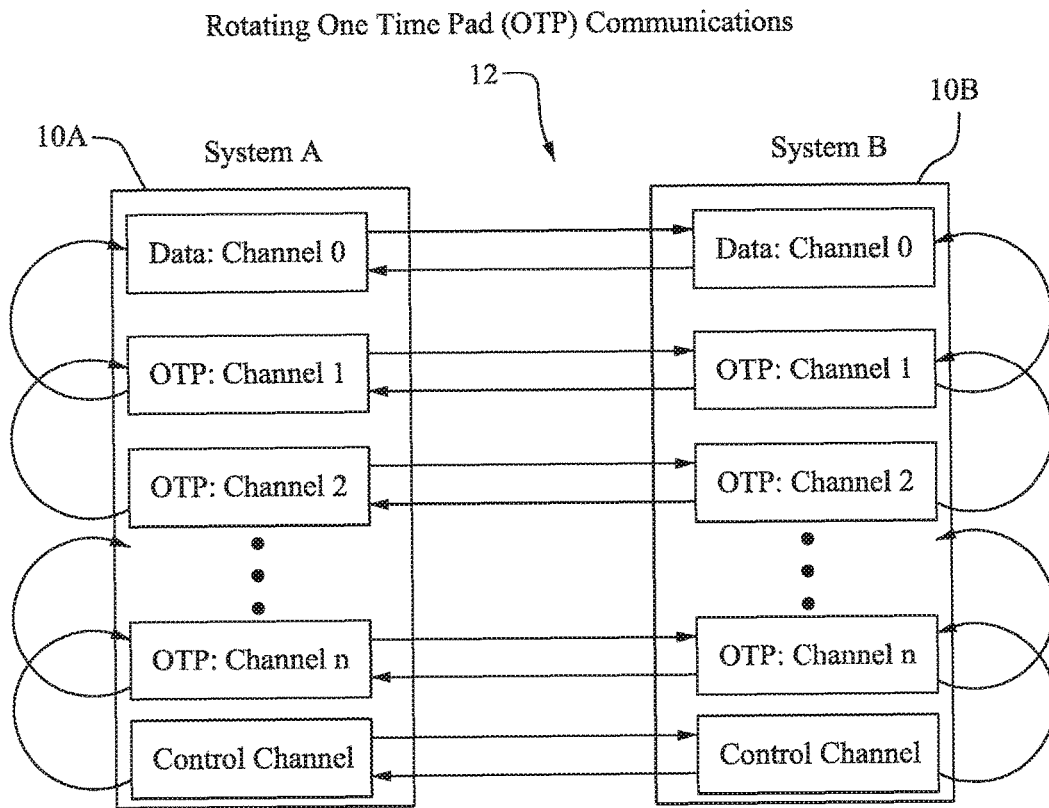 Rotating One Time Pad (OTP) Communications
12
10A
10B
System A
System B
Data: Channel 0
Data: Channel 0
OTP: Channel 1
OTP: Channel 1
OTP: Channel 2
OTP: Channel 2
OTP: Channel n
OTP: Channel n
Control Channel
Control Channel